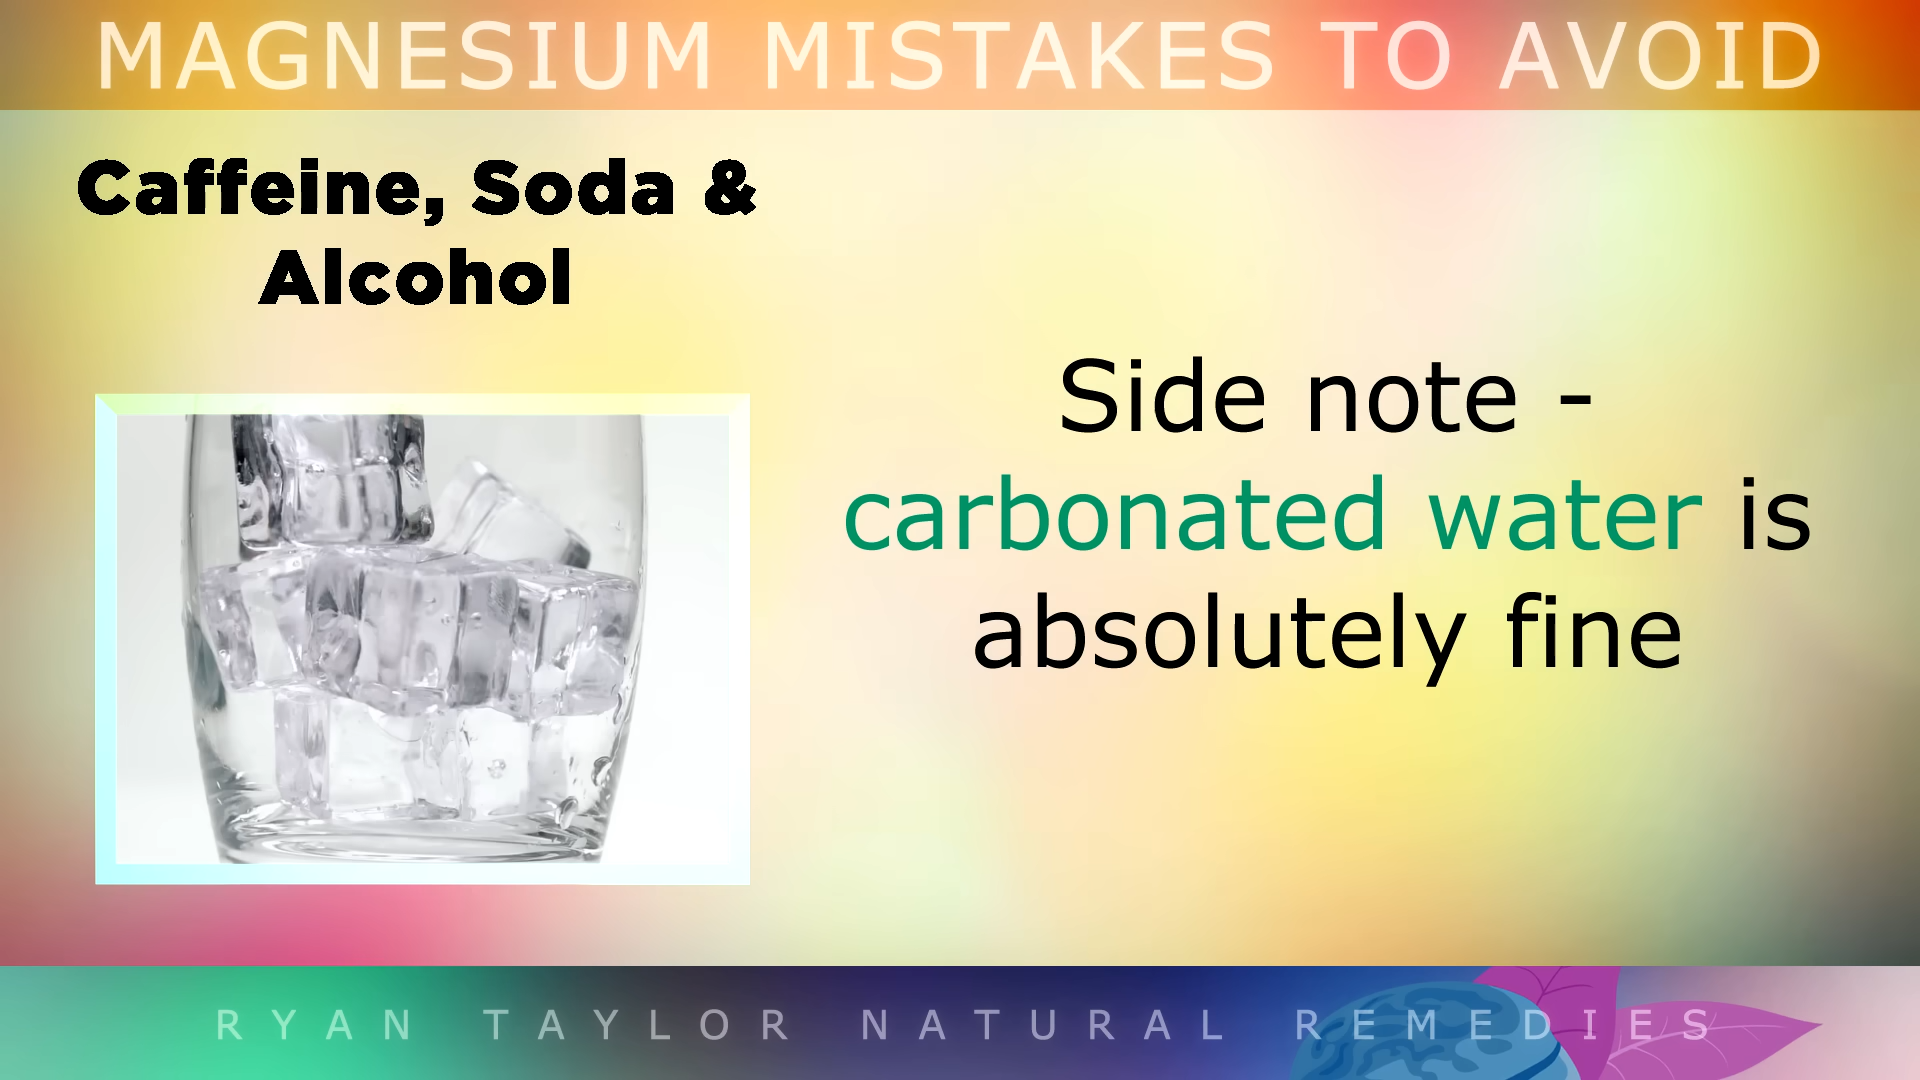 MAGNESIUM MISTAKES TO AVOID
Caffeine, Soda &
Alcohol
Side note -
carbonated water is
absolutely fine
RYAN TAYLOR NATURAL REMEDIES